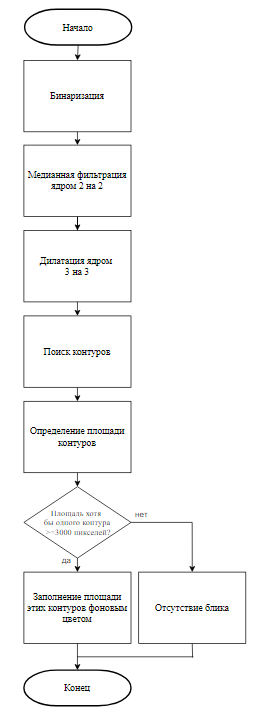 Начало
Бинаризация
Медианная фильтрация
ядром 2 на 2
Дилатация ядром
3 на 3
Поиск контуров
Определение площади
контуров
Площаль хотя
бы одного контура
>=3000 пикселей?
нет
да
Заполнение площади
этих контуров фоновым
цветом
Отсутствие блика
Конец